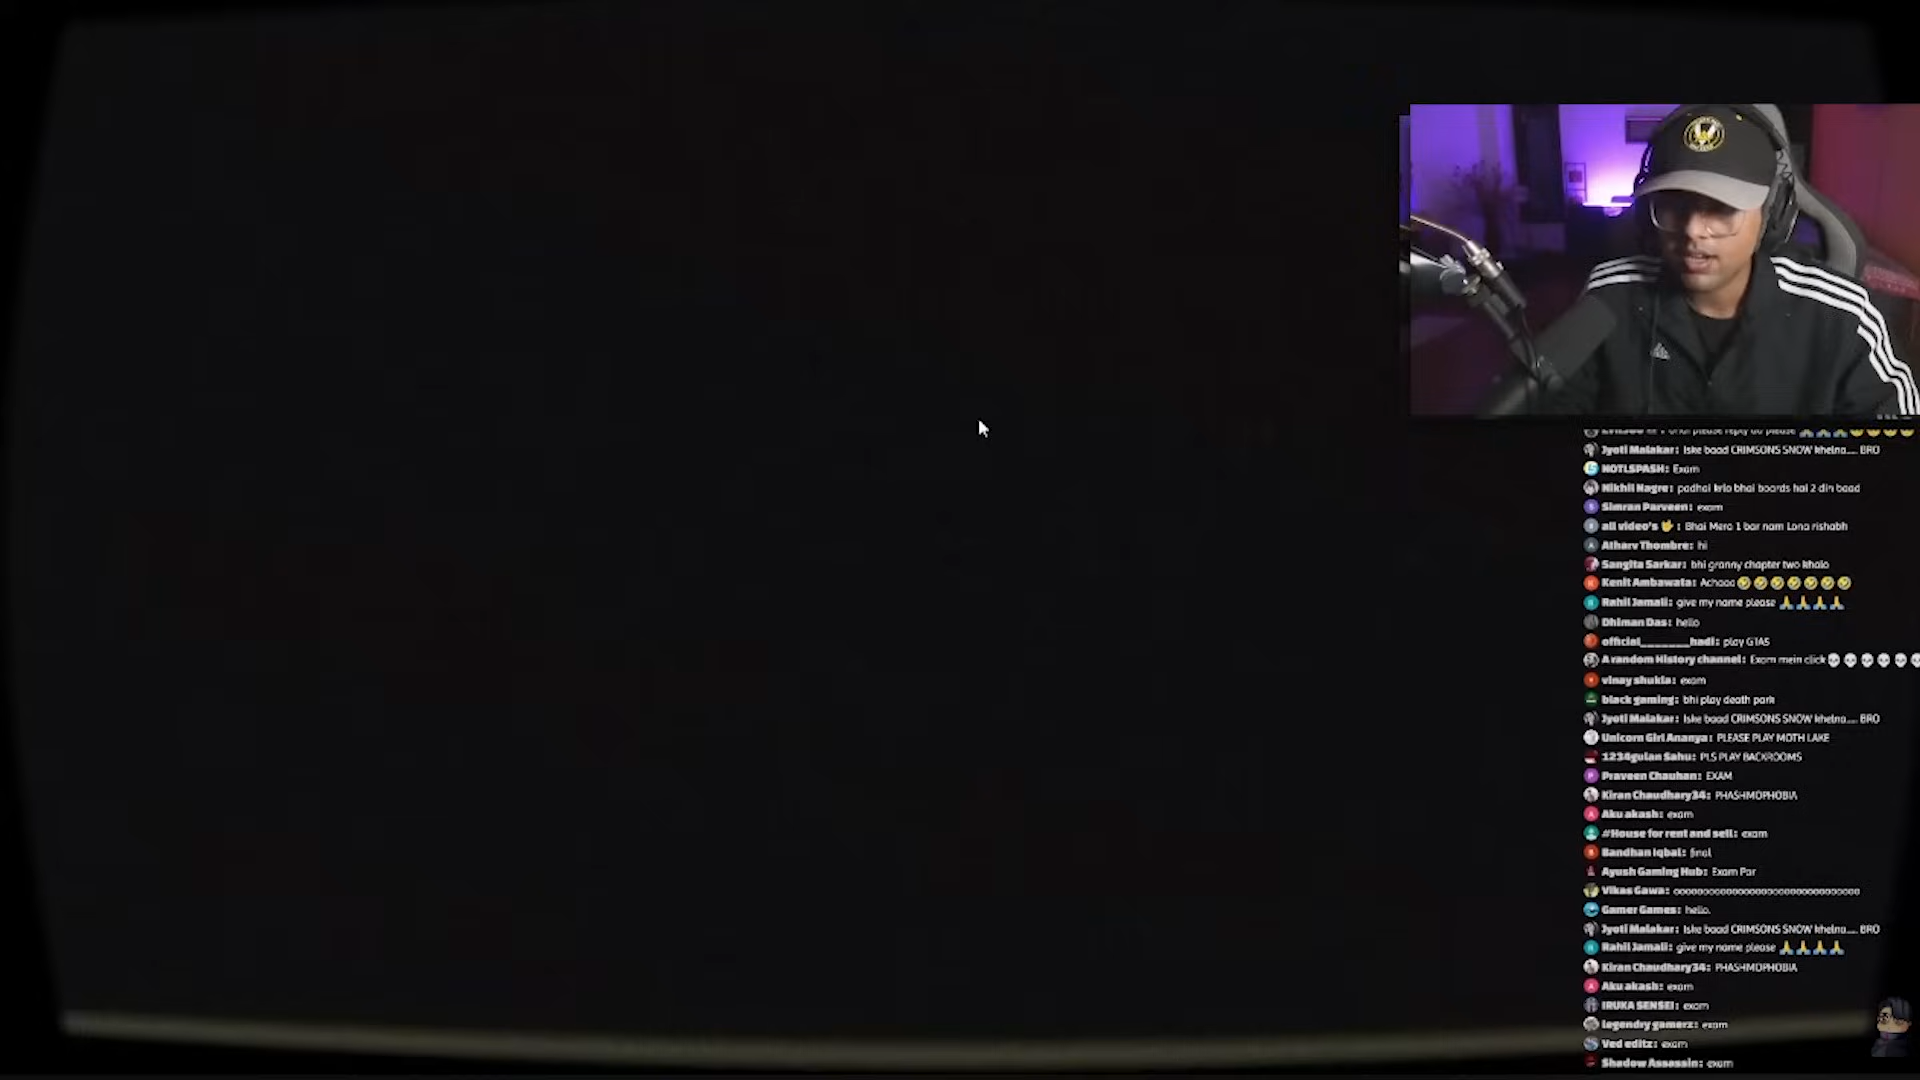 Jyoti Malakar: Iske baad CRIMSONS SNOW khelna.... BRO
NOTLSPASH: Exam
Nikhil Nagre: padhai krlo bhai boards hai 2 din baad
Simran Parveen: exam
all video's 🤟: Bhai Mera 1 bar nam Lona rishabh
Atharv Thombre: hi
Sangita Sarkar: bhi granny chapter two khalo
Kenit Ambawata: Achaaa 🤣🤣🤣🤣🤣🤣🤣
Rahil Jamali: give my name please 🙏🙏🙏🙏
Dhiman Das: hello
official_______hadi: play GTA5
A random History channel: Exam mein click 💀💀💀💀💀💀
vinay shukla: exam
black gaming: bhi play death park
Jyoti Malakar: Iske baad CRIMSONS SNOW khelna.... BRO
Unicorn Girl Ananya: PLEASE PLAY MOTH LAKE
1234gulan Sahu: PLS PLAY BACKROOMS
Praveen Chauhan: EXAM
Kiran Chaudhary34: PHASHMOPHOBIA
Aku akash: exam
#House for rent and sell: exam
Bandhan Iqbal: final
Ayush Gaming Hub: Exam Par
Vikas Gawa:
Gamer Games: hello.
Jyoti Malakar: Iske baad CRIMSONS SNOW khelna.... BRO
Rahil Jamali: give my name please 🙏🙏🙏🙏
Kiran Chaudhary34: PHASHMOPHOBIA
Aku akash: exam
IRUKA SENSEI: exam
legendry gamerz: exam
Ved editz: exam
Shadow Assassin: exam